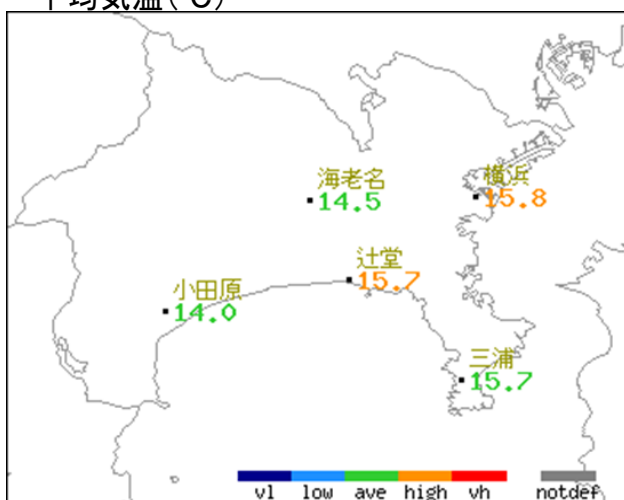 平均気温(℃)
海老名
14.5
横浜
15.8
辻堂
15.7
小田原
14.0
三浦
15.7
vl low ave high vh notdef